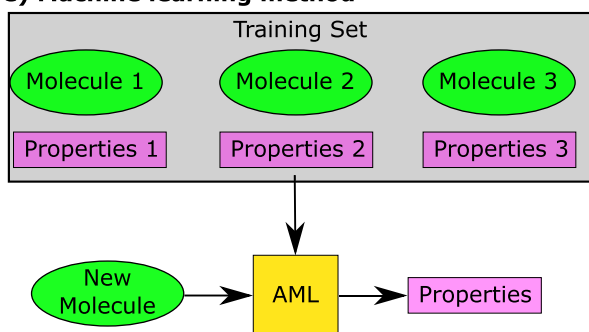 Training Set
Molecule 1
Molecule 2
Molecule 3
Properties 1
Properties 2
Properties 3
New
Molecule
AML
Properties